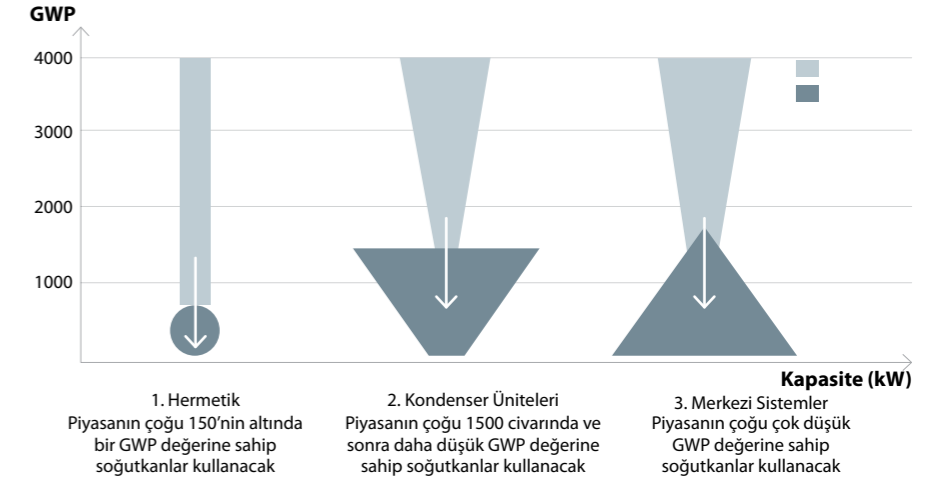 GWP
4000
3000
2000
1000
Kapasite (kW)
1. Hermetik
Piyasanın çoğu 150’nin altında
bir GWP değerine sahip
soğutkanlar kullanacak
2. Kondenser Üniteleri
Piyasanın çoğu 1500 civarında ve
sonra daha düşük GWP değerine
sahip soğutkanlar kullanacak
3. Merkezi Sistemler
Piyasanın çoğu çok düşük
GWP değerine sahip
soğutkanlar kullanacak